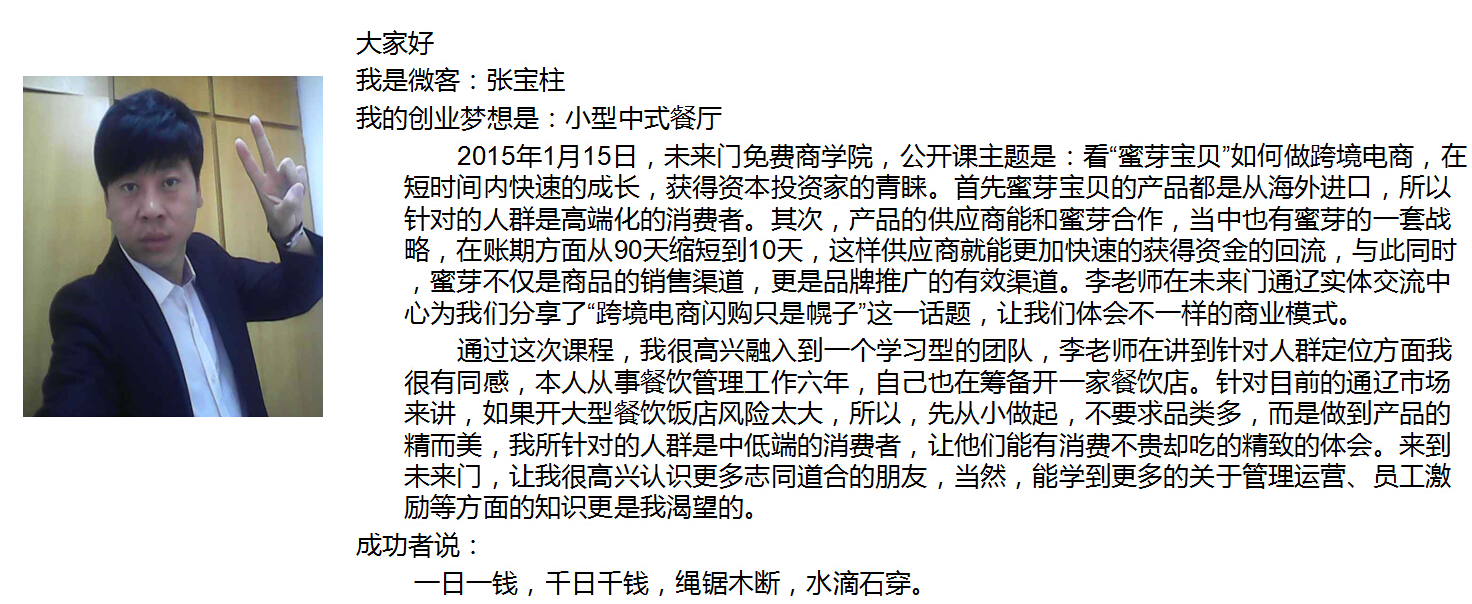 大家好
我是微客：张宝柱
我的创业梦想是：小型中式餐厅
2015年1月15日，未来门免费商学院，公开课主题是：看“蜜芽宝贝”如何做跨境电商，在
短时间内快速的成长，获得资本投资家的青睐。首先蜜芽宝贝的产品都是从海外进口，所以
针对的人群是高端化的消费者。其次，产品的供应商能和蜜芽合作，当中也有蜜芽的一套战
略，在账期方面从90天缩短到10天，这样供应商就能更加快速的获得资金的回流，与此同时
，蜜芽不仅是商品的销售渠道，更是品牌推广的有效渠道。李老师在未来门通辽实体交流中
心为我们分享了“跨境电商闪购只是幌子”这一话题，让我们体会不一样的商业模式。
通过这次课程，我很高兴融入到一个学习型的团队，李老师在讲到针对人群定位方面我
很有同感，本人从事餐饮管理工作六年，自己也在筹备开一家餐饮店。针对目前的通辽市场
来讲，如果开大型餐饮饭店风险太大，所以，先从小做起，不要求品类多，而是做到产品的
精而美，我所针对的人群是中低端的消费者，让他们能有消费不贵却吃的精致的体会。来到
未来门，让我很高兴认识更多志同道合的朋友，当然，能学到更多的关于管理运营、员工激
励等方面的知识更是我渴望的。
成功者说：
一日一钱，千日千钱，绳锯木断，水滴石穿。